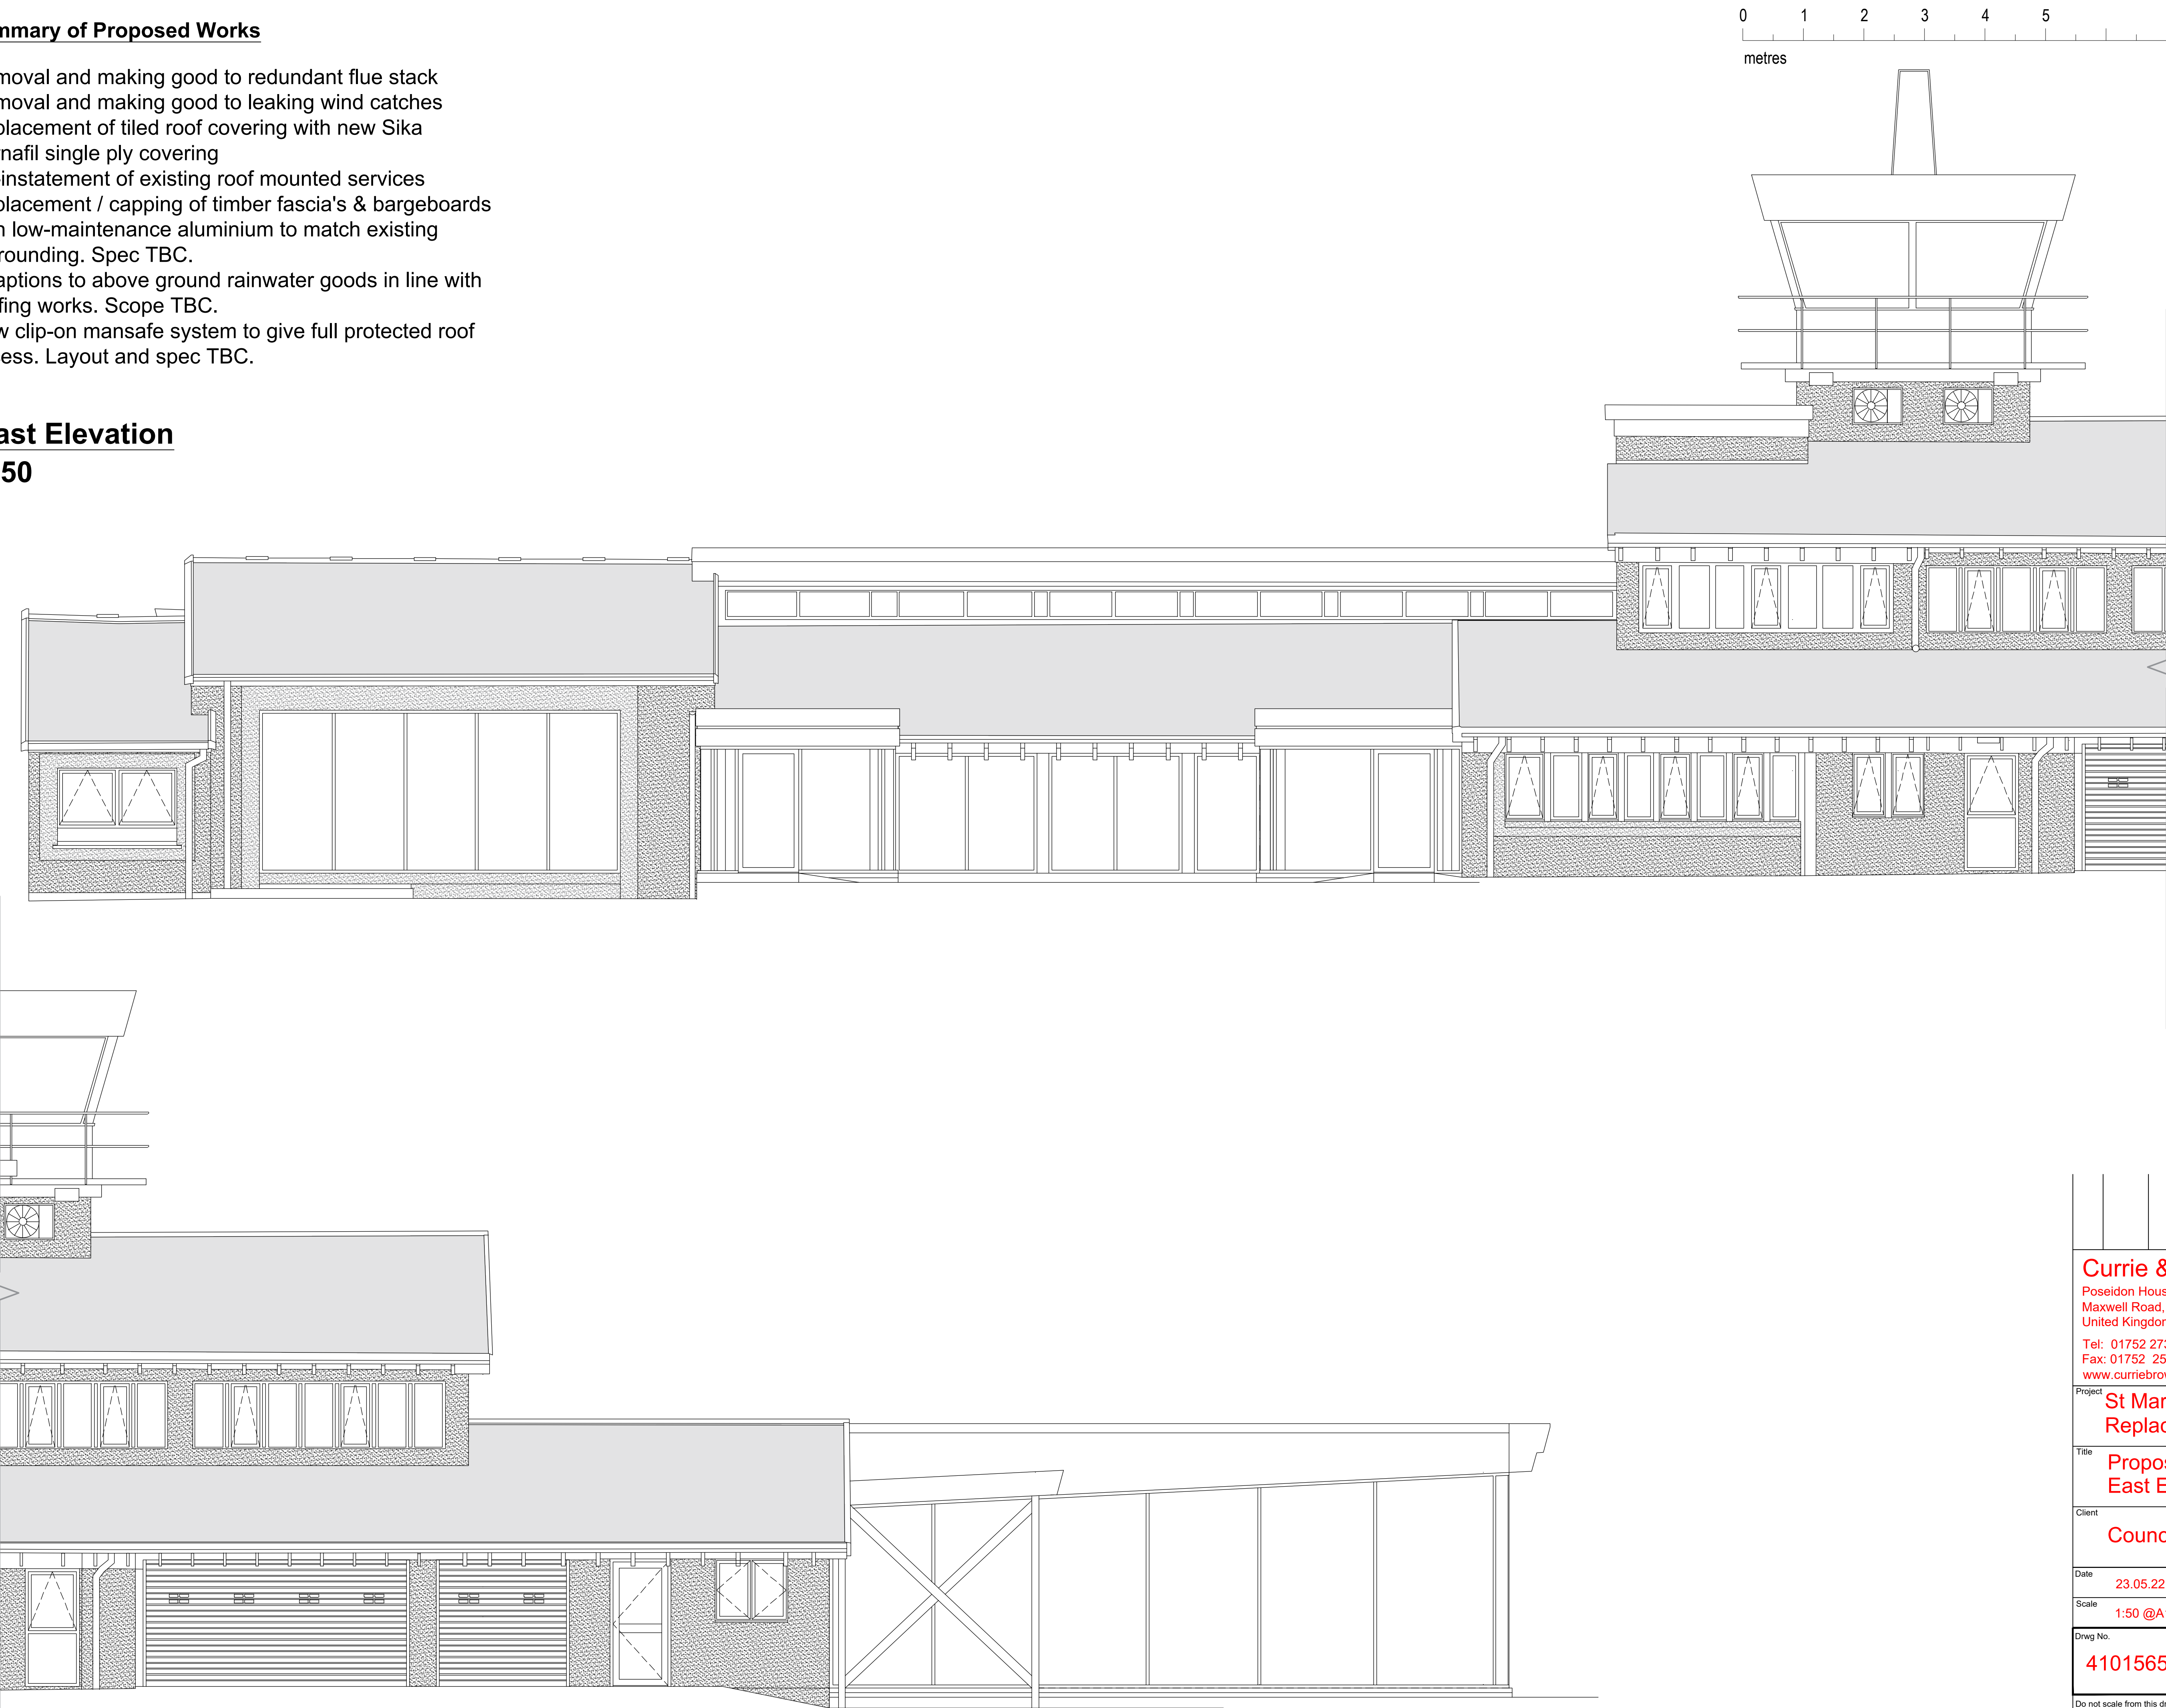 mmary of Proposed Works
moval and making good to redundant flue stack
moval and making good to leaking wind catches
placement of tiled roof covering with new Sika
nafil single ply covering
instatement of existing roof mounted services
placement / capping of timber fascia's & bargeboards
h low-maintenance aluminium to match existing
rounding. Spec TBC.
aptions to above ground rainwater goods in line with
fing works. Scope TBC.
w clip-on mansafe system to give full protected roof
ess. Layout and spec TBC.
ast Elevation
50
0 1 2 3 4 5
metres
Currie &
Poseidon Hous
Maxwell Road,
United Kingdom
Tel: 01752 273
Fax: 01752 25
www.curriebrow
Project
St Mar
Replac
Title
Propos
East E
Client
Counc
Date
23.05.22
Scale
1:50 @A1
Drwg No.
4101565
Do not scale from this dr